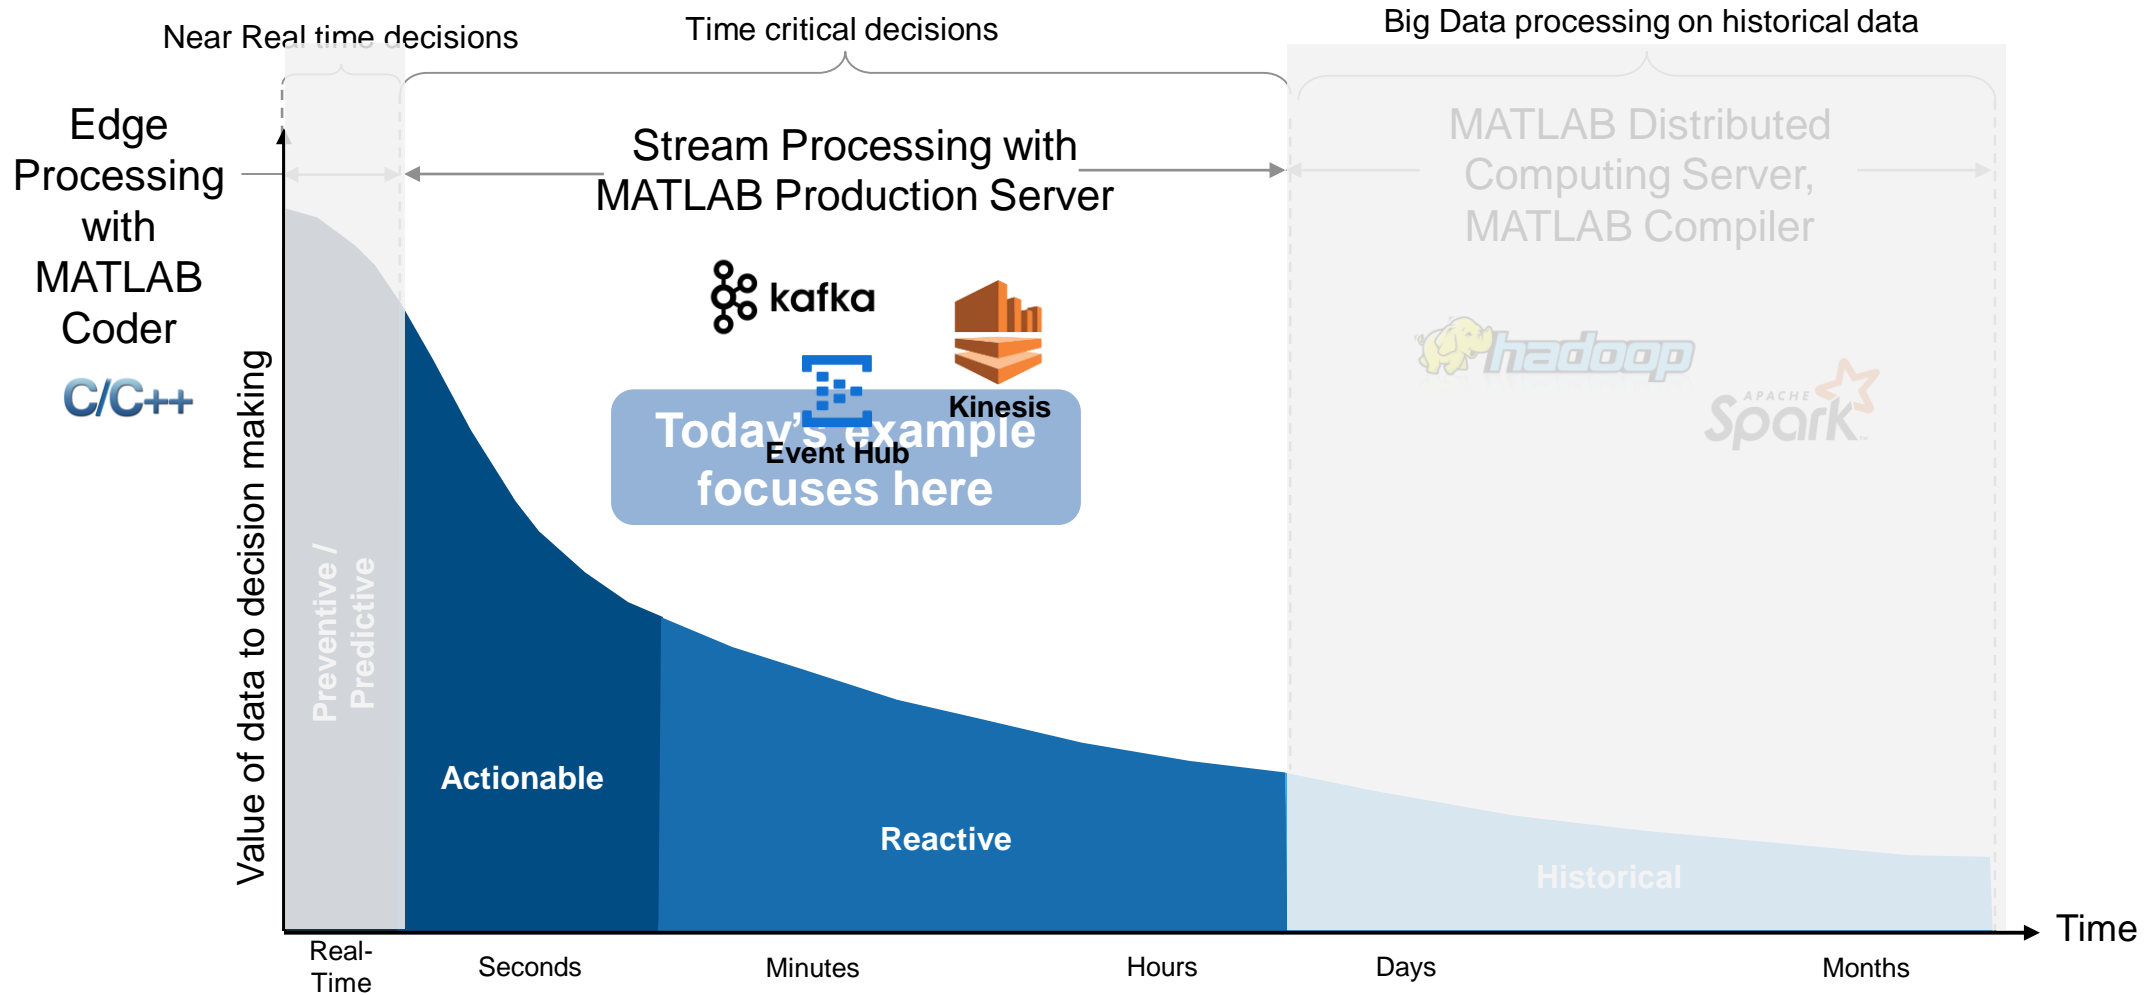 Near Real time decisions
Time critical decisions
Big Data processing on historical data
Edge
Processing
with
MATLAB
Coder
C/C++
Stream Processing with
MATLAB Production Server
MATLAB Distributed
Computing Server,
MATLAB Compiler
kafka
Kinesis
Event Hub
Today's example
focuses here
hadoop
APACHE
Spark
Value of data to decision making
Preventive /
Predictive
Actionable
Reactive
Historical
Time
Real-
Time
Seconds
Minutes
Hours
Days
Months